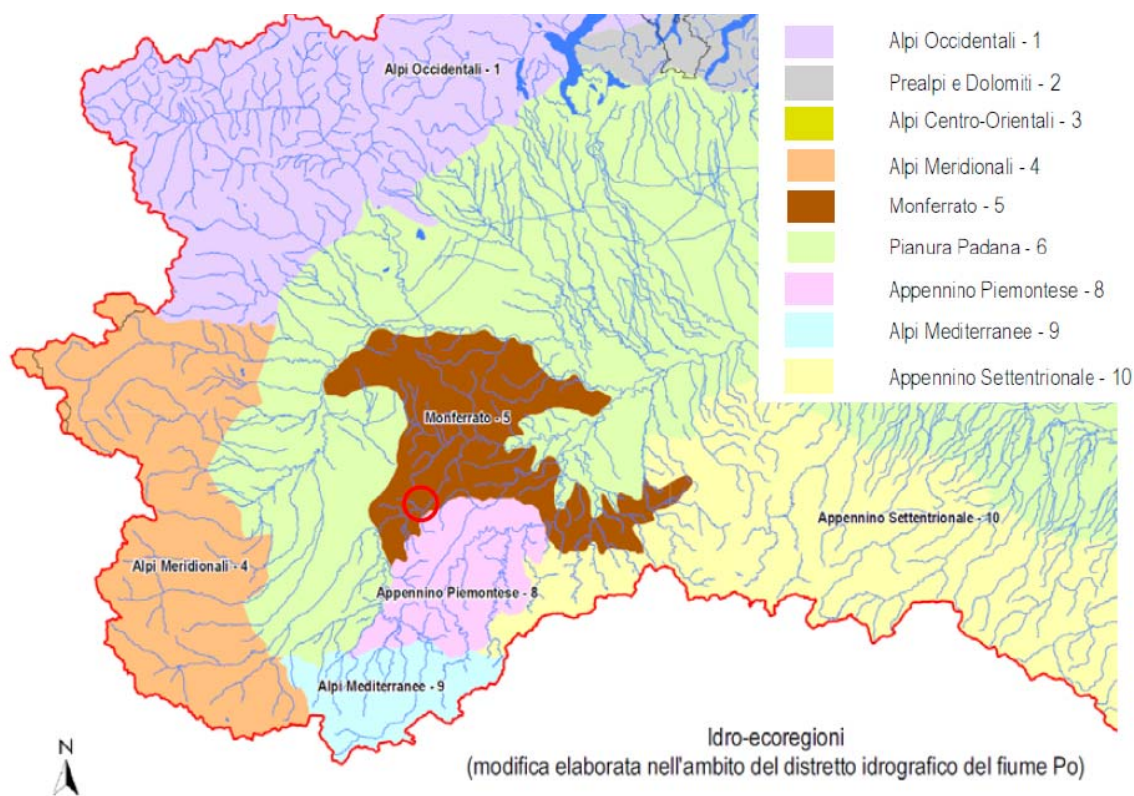 Alpi Occidentali - 1
Alpi Occidentali - 1
Prealpi e Dolomiti - 2
Alpi Centro-Orientali - 3
Alpi Meridionali - 4
Monferrato - 5
Pianura Padana - 6
Appennino Piemontese - 8
Alpi Mediterranee - 9
Appennino Settentrionale - 10
Monferrato - 5
Appennino Settentrionale - 10
Alpi Meridionali - 4
Appennino Piemontese - 8
Alpi Mediterranee - 9
N
Idro-ecoregioni
(modifica elaborata nell'ambito del distretto idrografico del fiume Po)